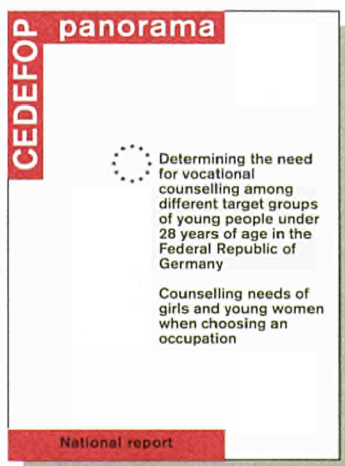 CEDEFOP
panorama
Determining the need
for vocational
counselling among
different target groups
of young people under
28 years of age in the
Federal Republic of
Germany
Counselling needs of
girls and young women
when choosing an
occupation
National report